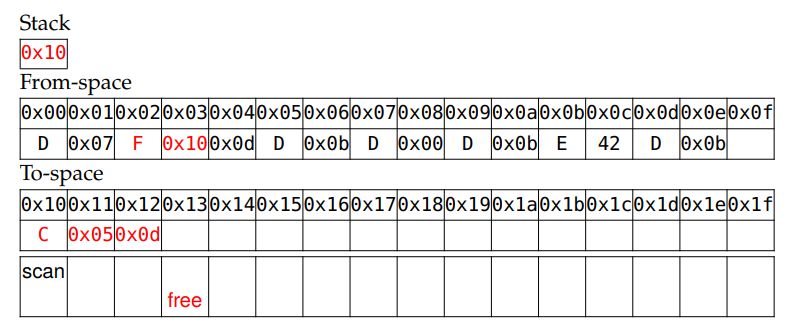 Stack
0x10
From-space
0x00 0x01 0x02 0x03 0x04 0x05 0x06 0x07 0x08 0x09 0x0a 0x0b 0x0c 0x0d 0x0e 0x0f
D 0x07 F 0x10 0x0d D 0x0b D 0x00 D 0x0b E 42 D 0x0b
To-space
0x10 0x11 0x12 0x13 0x14 0x15 0x16 0x17 0x18 0x19 0x1a 0x1b 0x1c 0x1d 0x1e 0x1f
C 0x05 0x0d
scan
free